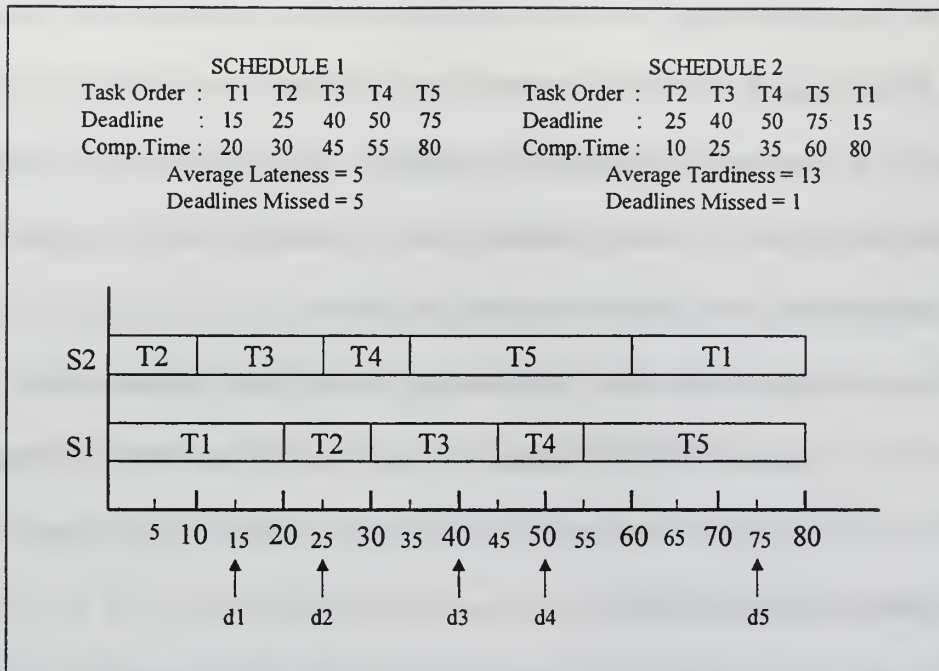 SCHEDULE 1
Task Order : T1 T2 T3 T4 T5
Deadline : 15 25 40 50 75
Comp.Time : 20 30 45 55 80
Average Lateness = 5
Deadlines Missed = 5
SCHEDULE 2
Task Order : T2 T3 T4 T5 T1
Deadline : 25 40 50 75 15
Comp.Time : 10 25 35 60 80
Average Tardiness = 13
Deadlines Missed = 1
S2 T2 T3 T4 T5 T1
S1 T1 T2 T3 T4 T5
5 10 15 20 25 30 35 40 45 50 55 60 65 70 75 80
d1 d2 d3 d4 d5